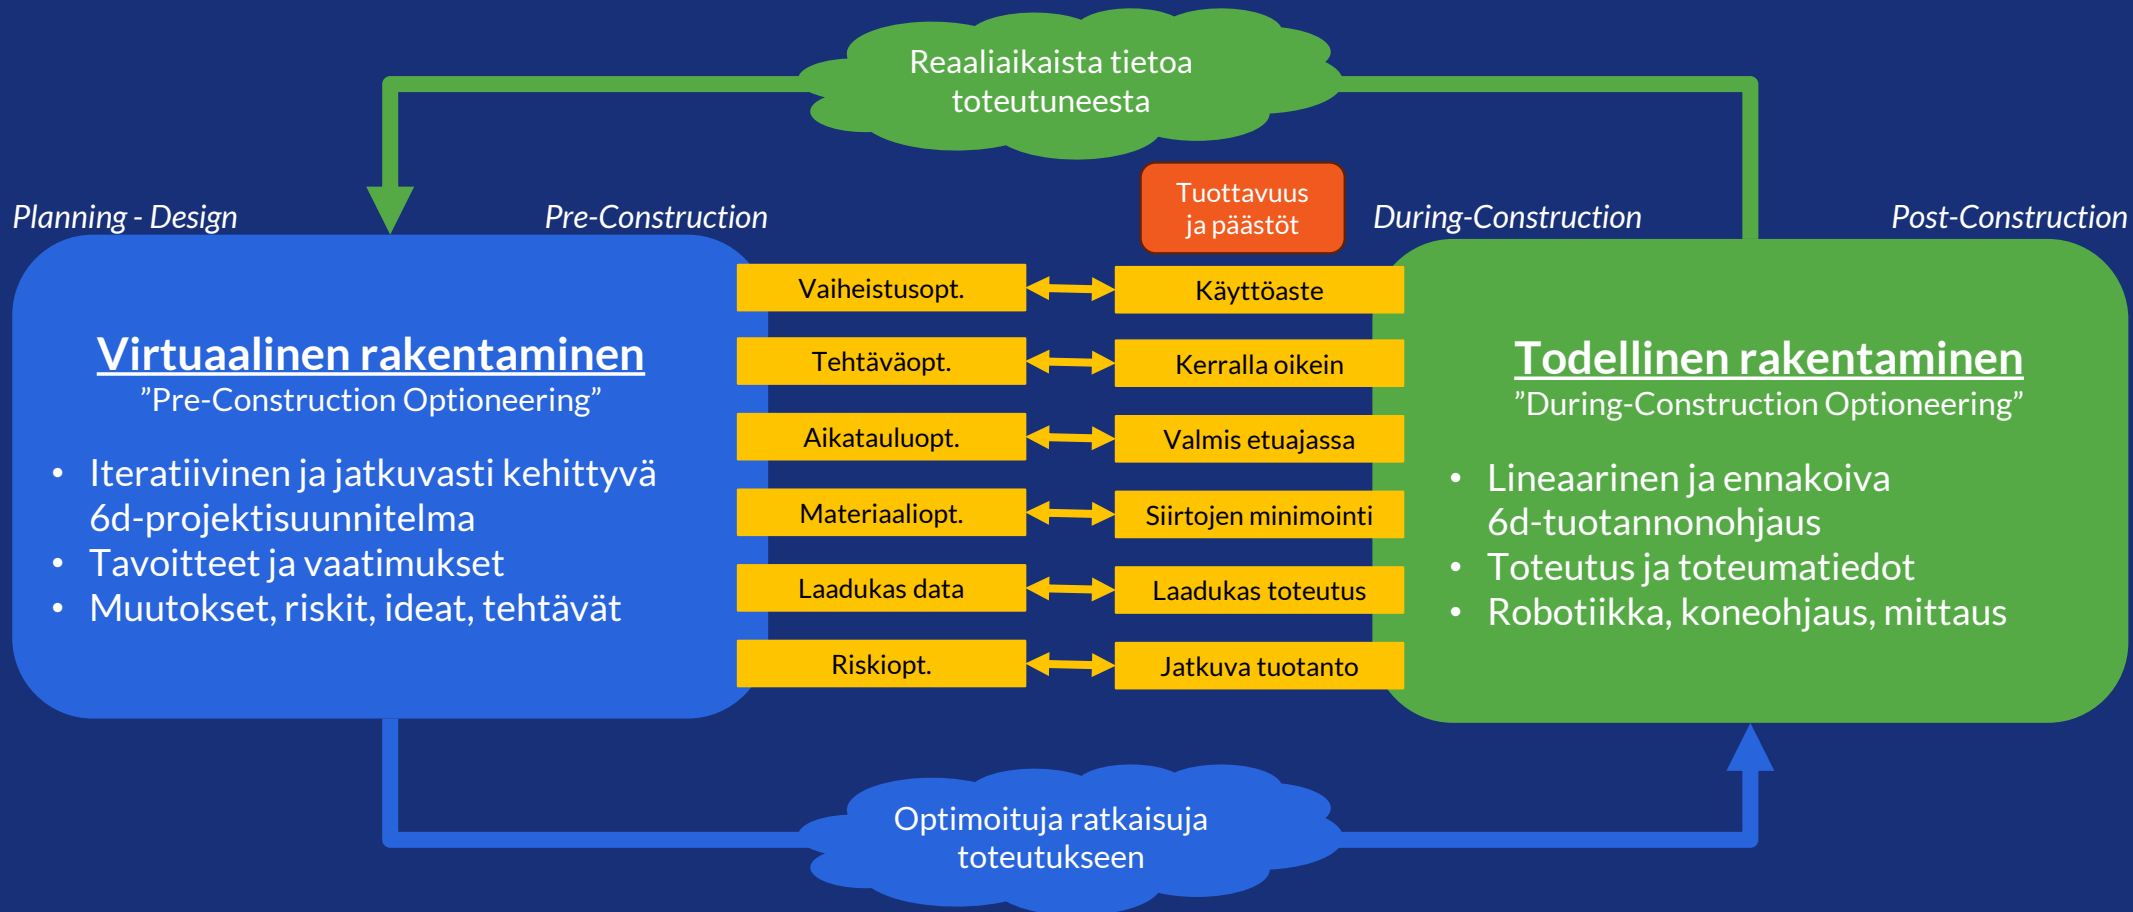 Reaaliaikaista tietoa
toteutuneesta
Tuottavuus
ja päästöt
Planning - Design
Pre-Construction
During-Construction
Post-Construction
Virtuaalinen rakentaminen
”Pre-Construction Optioneering”
• Iteratiivinen ja jatkuvasti kehittyvä
6d-projektisuunnitelma
• Tavoitteet ja vaatimukset
• Muutokset, riskit, ideat, tehtävät
Vaiheistusopt.
Käyttöaste
Tehtäväopt.
Kerralla oikein
Aikatauluopt.
Valmis etuajassa
Materiaaliopt.
Siirtojen minimointi
Laadukas data
Laadukas toteutus
Riskiopt.
Jatkuva tuotanto
Todellinen rakentaminen
”During-Construction Optioneering”
• Lineaarinen ja ennakoiva
6d-tuotannonohjaus
• Toteutus ja toteumatiedot
• Robotiikka, koneohjaus, mittaus
Optimoituja ratkaisuja
toteutukseen